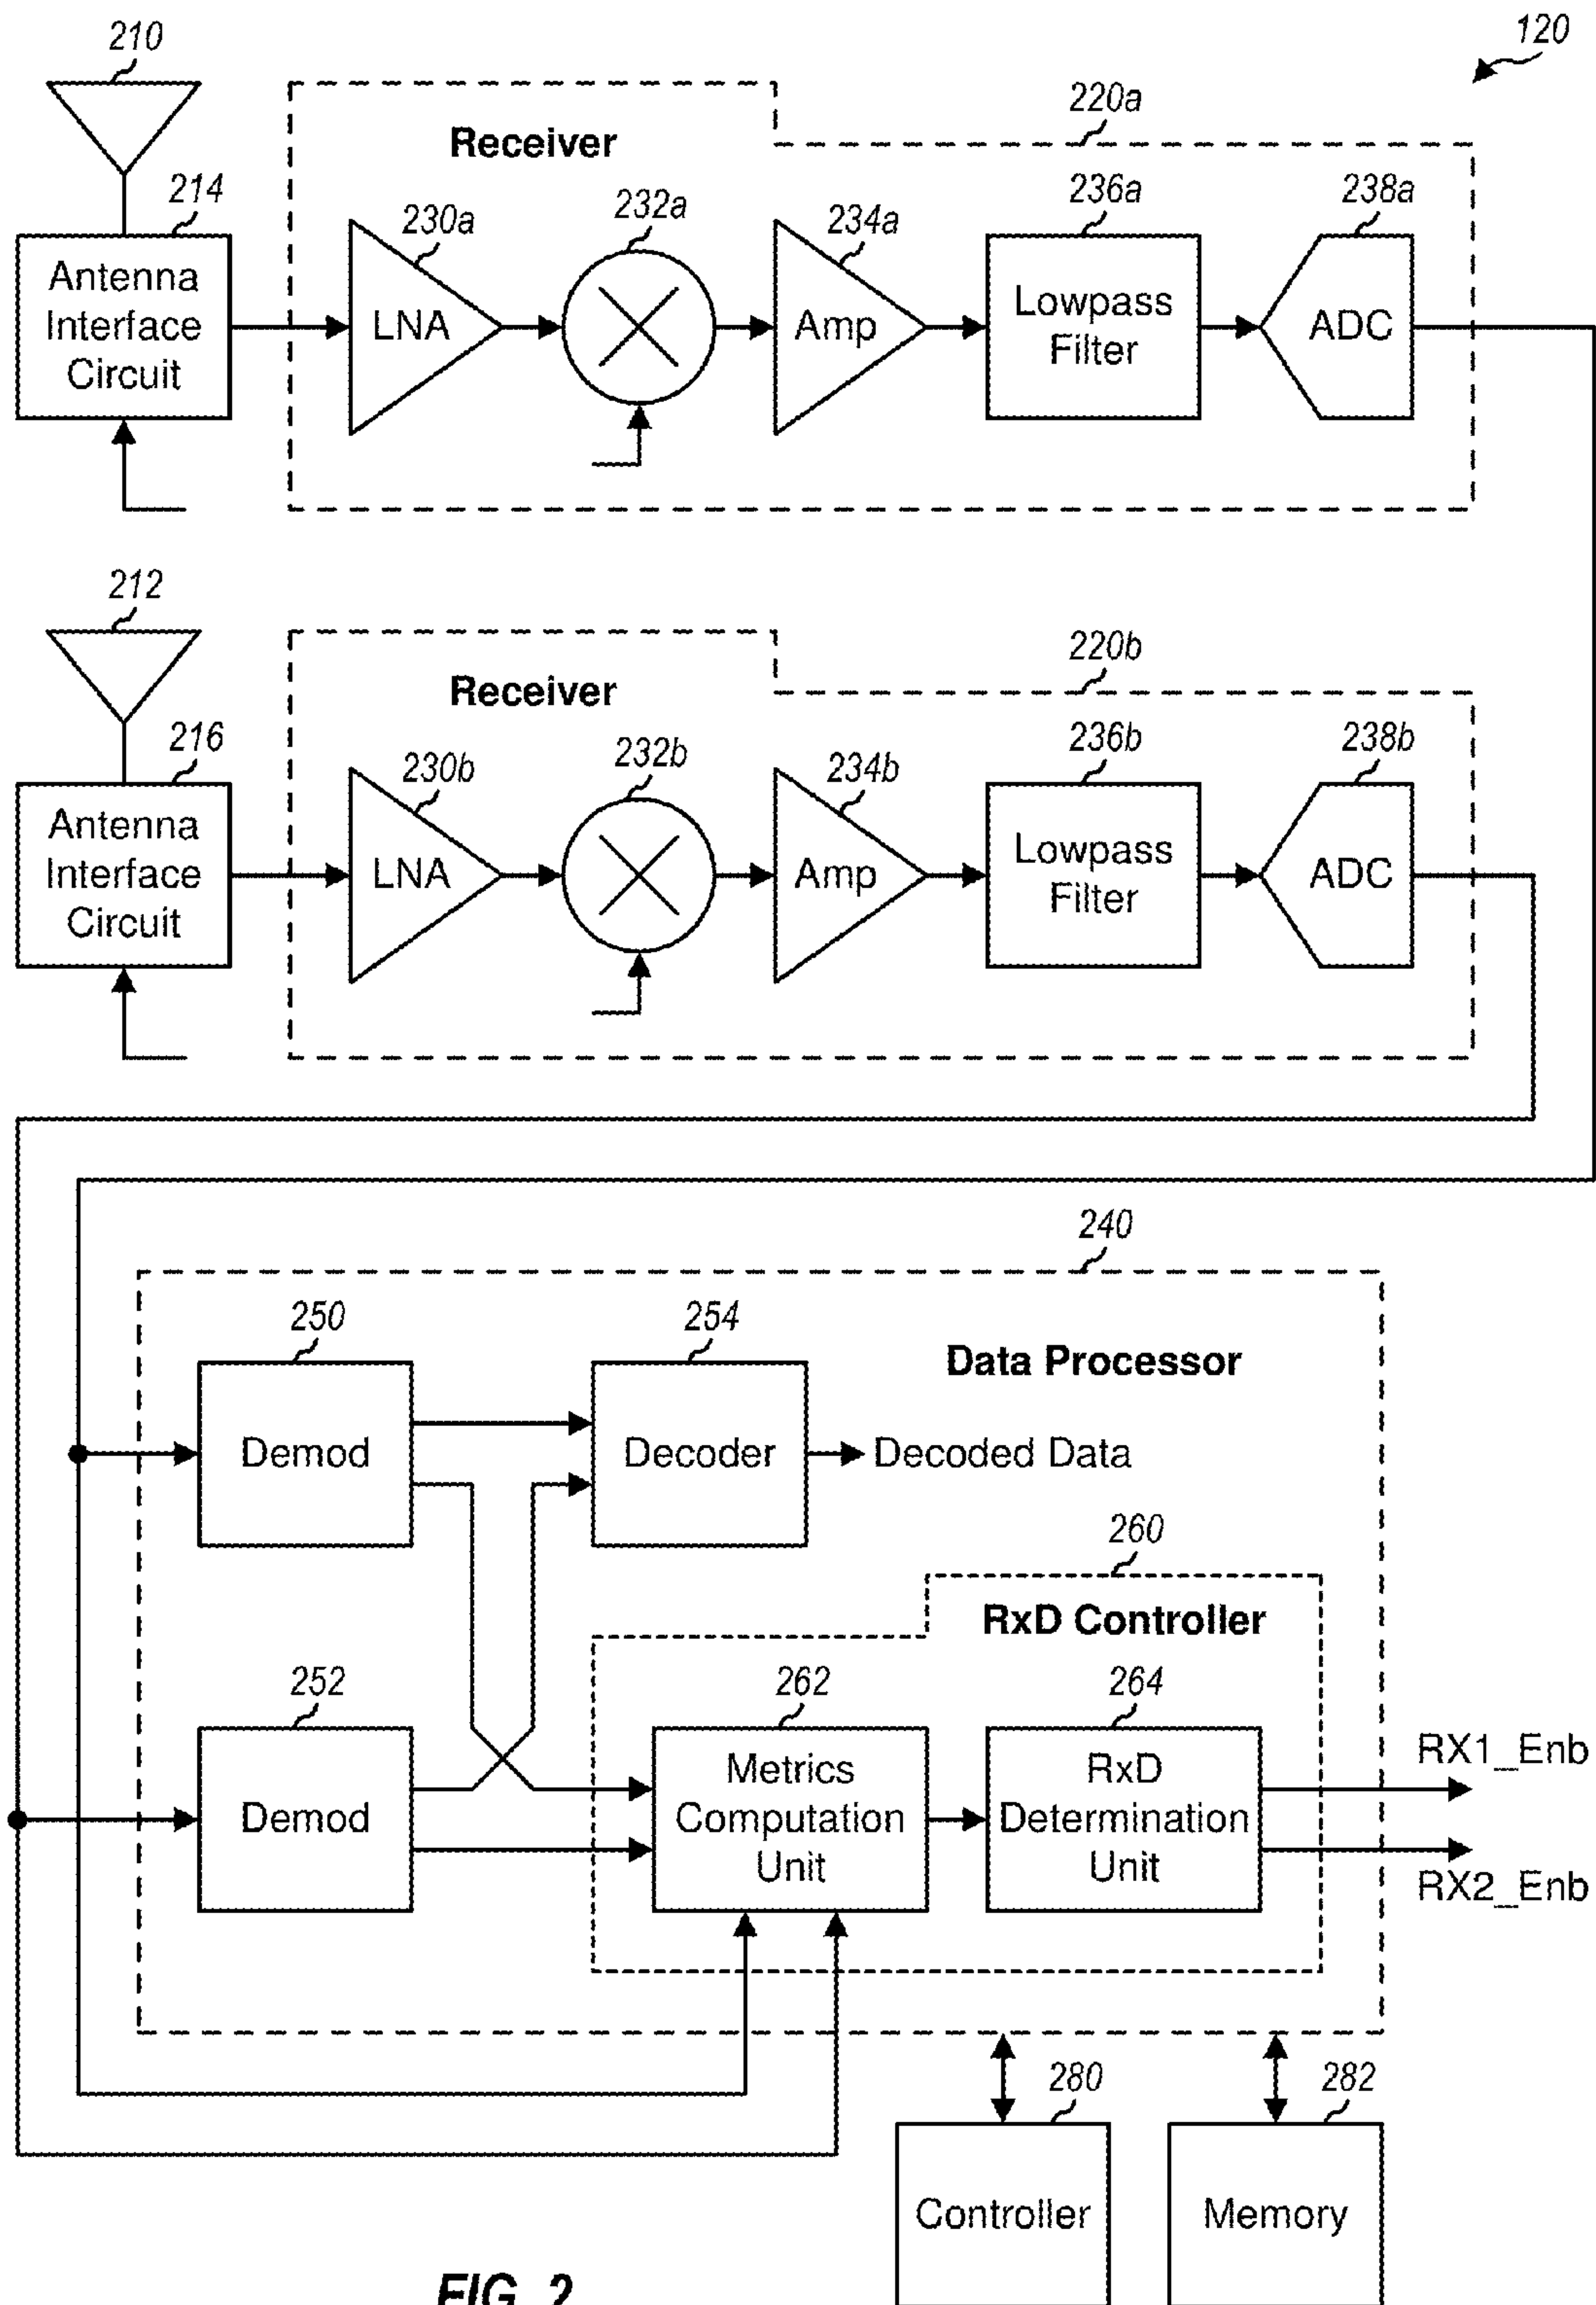 120
210
220a
Receiver
214
230a
232a
234a
236a
238a
Antenna
Interface
Circuit
LNA
Amp
Lowpass
Filter
ADC
212
220b
Receiver
216
230b
232b
234b
236b
238b
Antenna
Interface
Circuit
LNA
Amp
Lowpass
Filter
ADC
240
250
254
Data Processor
Demod
Decoder
Decoded Data
260
RxD Controller
252
262
264
Demod
Metrics
Computation
Unit
RxD
Determination
Unit
RX1_Enb
RX2_Enb
280
282
Controller
Memory
FIG. 2